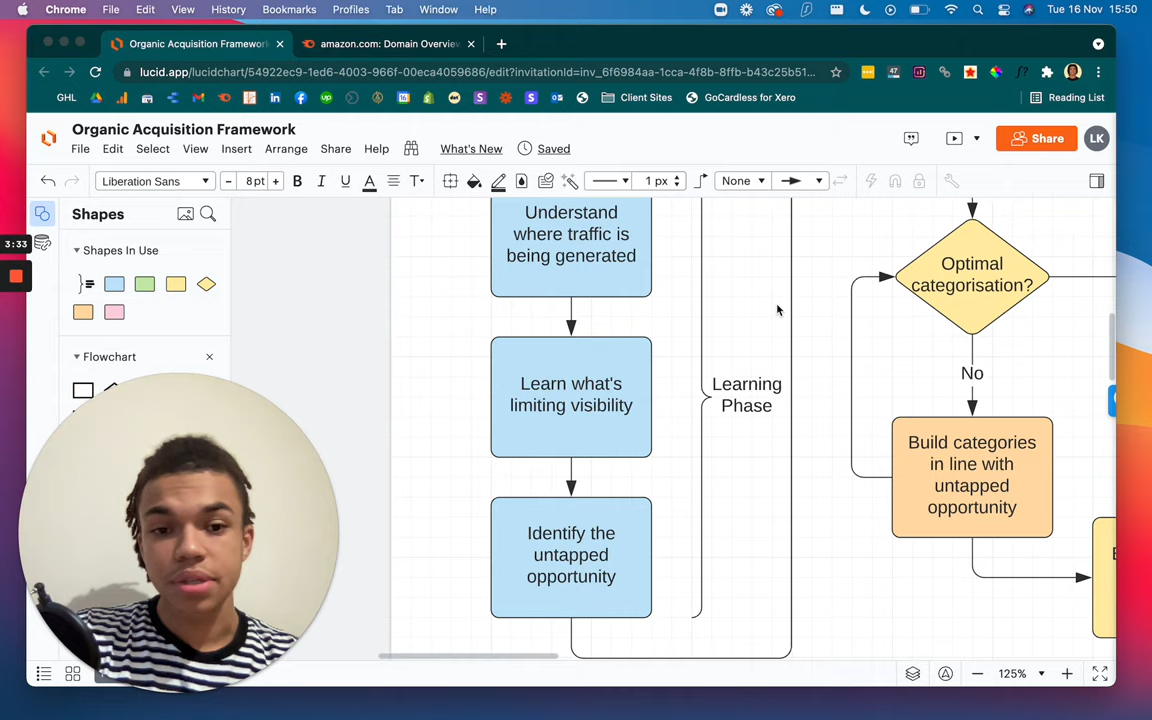 Chrome File Edit View History Bookmarks Profiles Tab Window Help
Tue 16 Nov 15:50
Organic Acquisition Framework
amazon.com: Domain Overview
lucid.app/lucidchart/54922ec9-1ed6-4003-966f-00eca4059686/edit?invitationId=inv_6f6984aa-1cca-4f8b-8ffb-b43c25b51...
47
GHL
up
16
Client Sites
GoCardless for Xero
Reading List
Organic Acquisition Framework
File Edit Select View Insert Arrange Share Help
What's New
Saved
Share
LK
Liberation Sans
8 pt
B I U A T
1 px
None
Shapes
3:33
Shapes In Use
Flowchart
Understand
where traffic is
being generated
Learn what's
limiting visibility
Identify the
untapped
opportunity
Learning
Phase
Optimal
categorisation?
No
Build categories
in line with
untapped
opportunity
125%